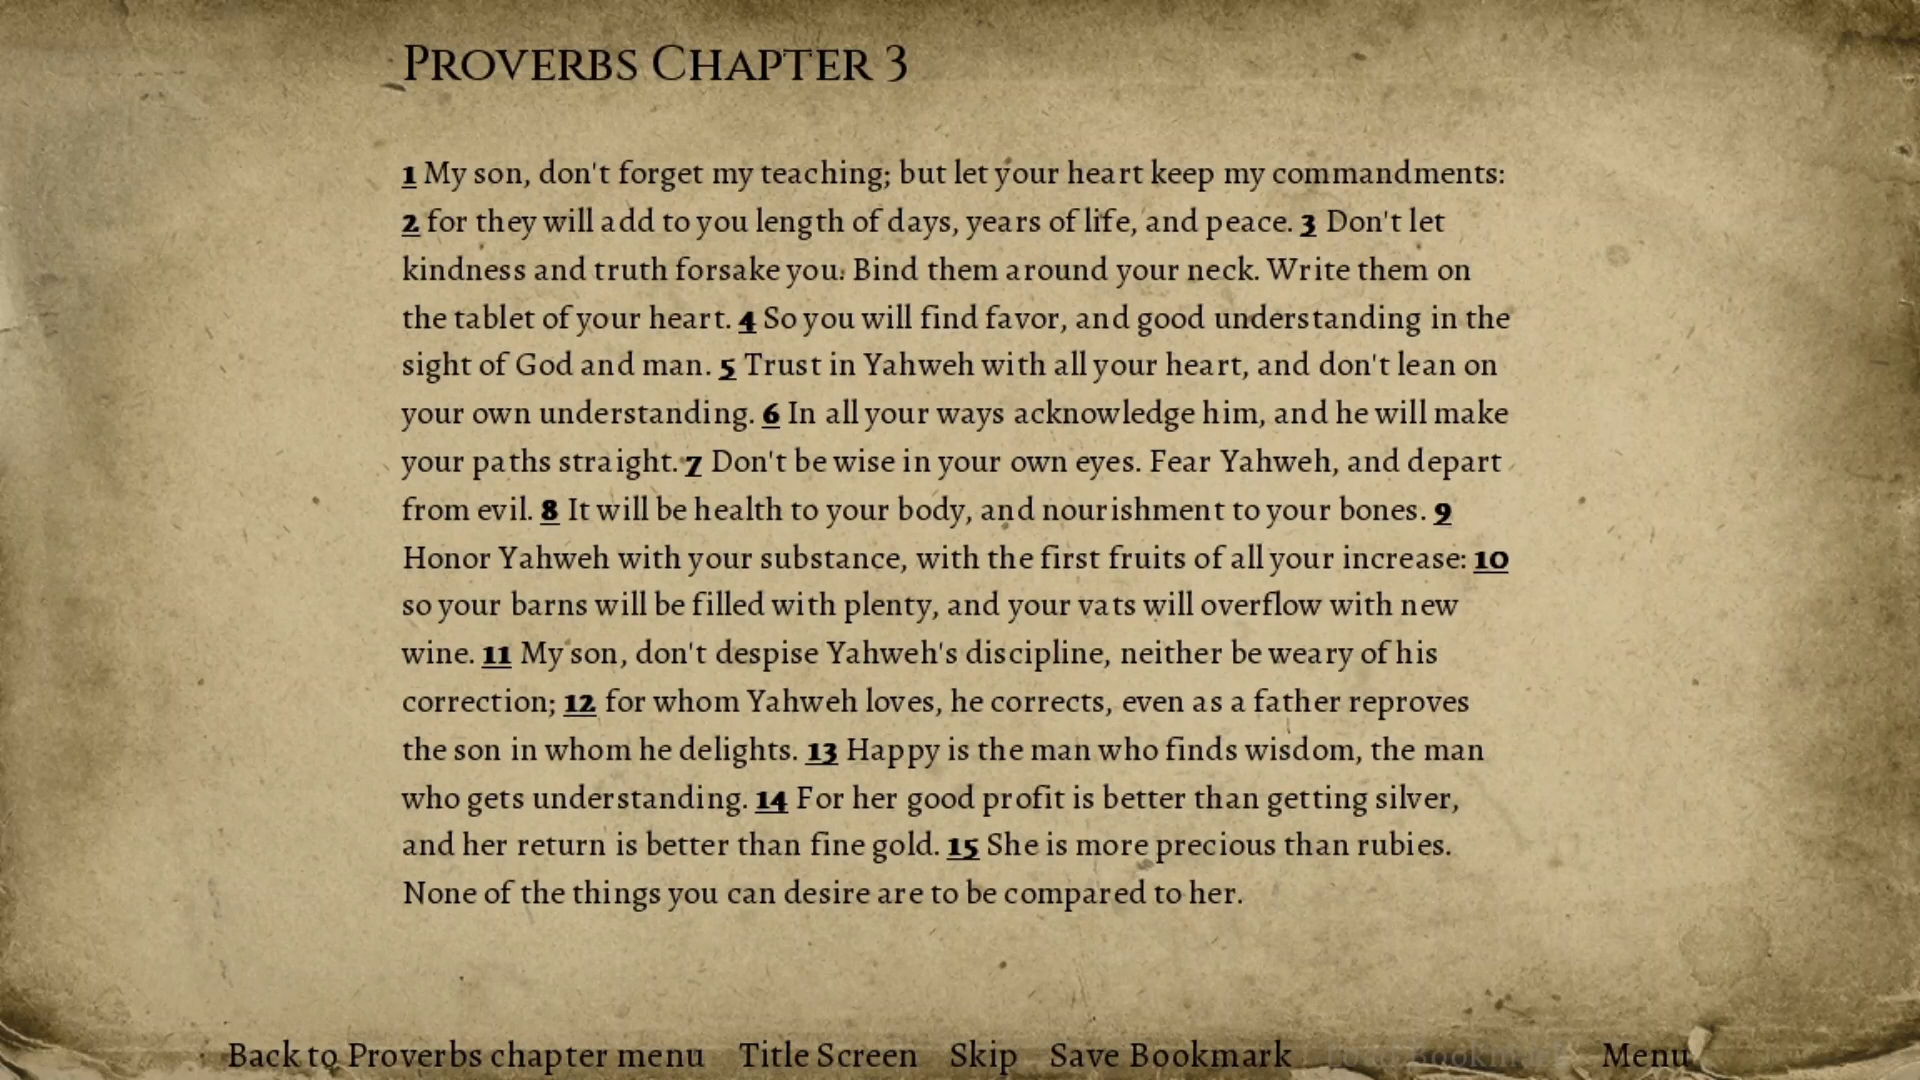 Proverbs Chapter 3
1 My son, don't forget my teaching; but let your heart keep my commandments:
2 for they will add to you length of days, years of life, and peace. 3 Don't let
kindness and truth forsake you. Bind them around your neck. Write them on
the tablet of your heart. 4 So you will find favor, and good understanding in the
sight of God and man. 5 Trust in Yahweh with all your heart, and don't lean on
your own understanding. 6 In all your ways acknowledge him, and he will make
your paths straight. 7 Don't be wise in your own eyes. Fear Yahweh, and depart
from evil. 8 It will be health to your body, and nourishment to your bones. 9
Honor Yahweh with your substance, with the first fruits of all your increase: 10
so your barns will be filled with plenty, and your vats will overflow with new
wine. 11 My son, don't despise Yahweh's discipline, neither be weary of his
correction; 12 for whom Yahweh loves, he corrects, even as a father reproves
the son in whom he delights. 13 Happy is the man who finds wisdom, the man
who gets understanding. 14 For her good profit is better than getting silver,
and her return is better than fine gold. 15 She is more precious than rubies.
None of the things you can desire are to be compared to her.
Back to Proverbs chapter menu Title Screen Skip Save Bookmark Menu